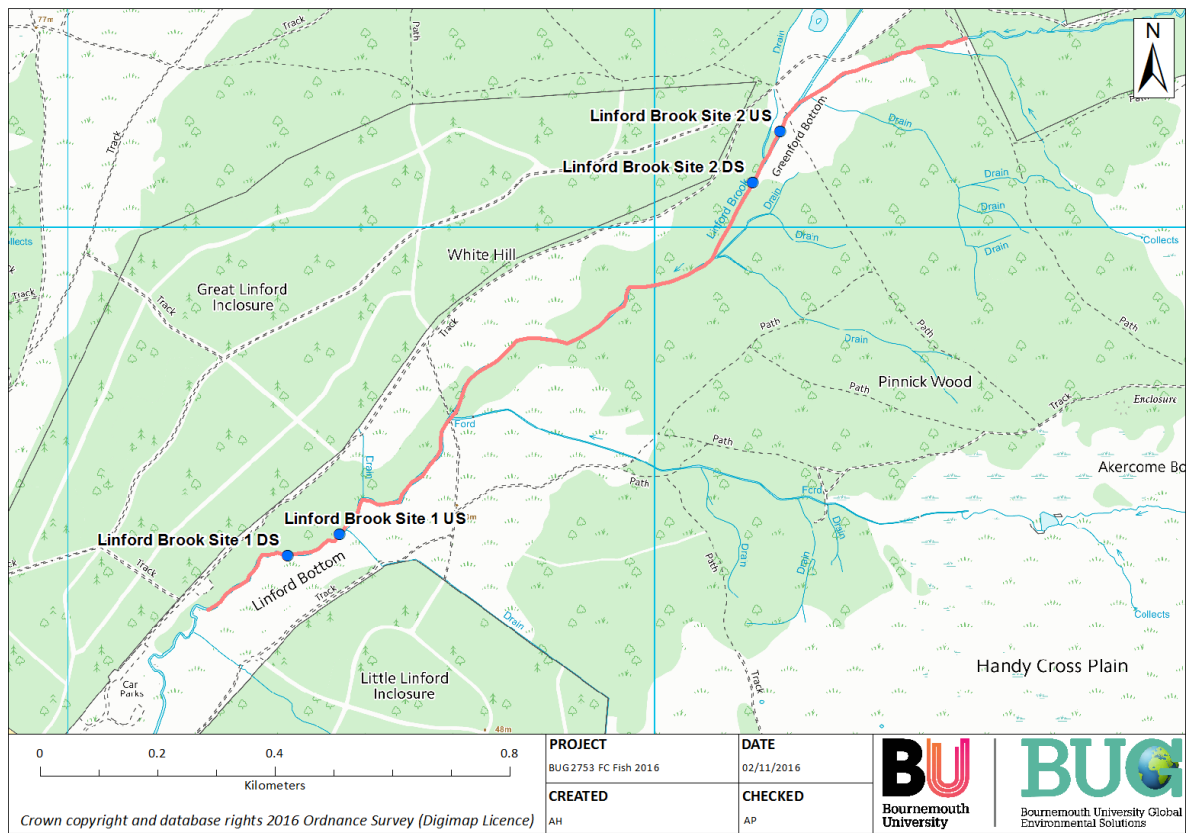 77m
Track
Path
Drain
N
Linford Brook Site 2 US
Greenford Bottom
Drain
Path
Track
Linford Brook Site 2 DS
Drain
Drain
Linford Brook
Drain
Drain
Drain
Collects
White Hill
Great Linford
Inclosure
Track
Track
Track
Path
Path
Path
Drain
Pinnick Wood
Path
Track
Enclosure
Ford
Path
Akercome Bo
Drain
Path
Ford
Linford Brook Site 1 US
Drain
Linford Brook Site 1 DS
Linford Bottom
Track
Track
Path
Drain
Drain
Drain
Collects
Little Linford
Inclosure
Handy Cross Plain
Track
Car
Parks
48m
0 0.2 0.4 0.8
Kilometers
Crown copyright and database rights 2016 Ordnance Survey (Digimap Licence)
PROJECT
BUG2753 FC Fish 2016
DATE
02/11/2016
CREATED
AH
CHECKED
AP
BU
Bournemouth
University
BUG
Bournemouth University Global
Environmental Solutions